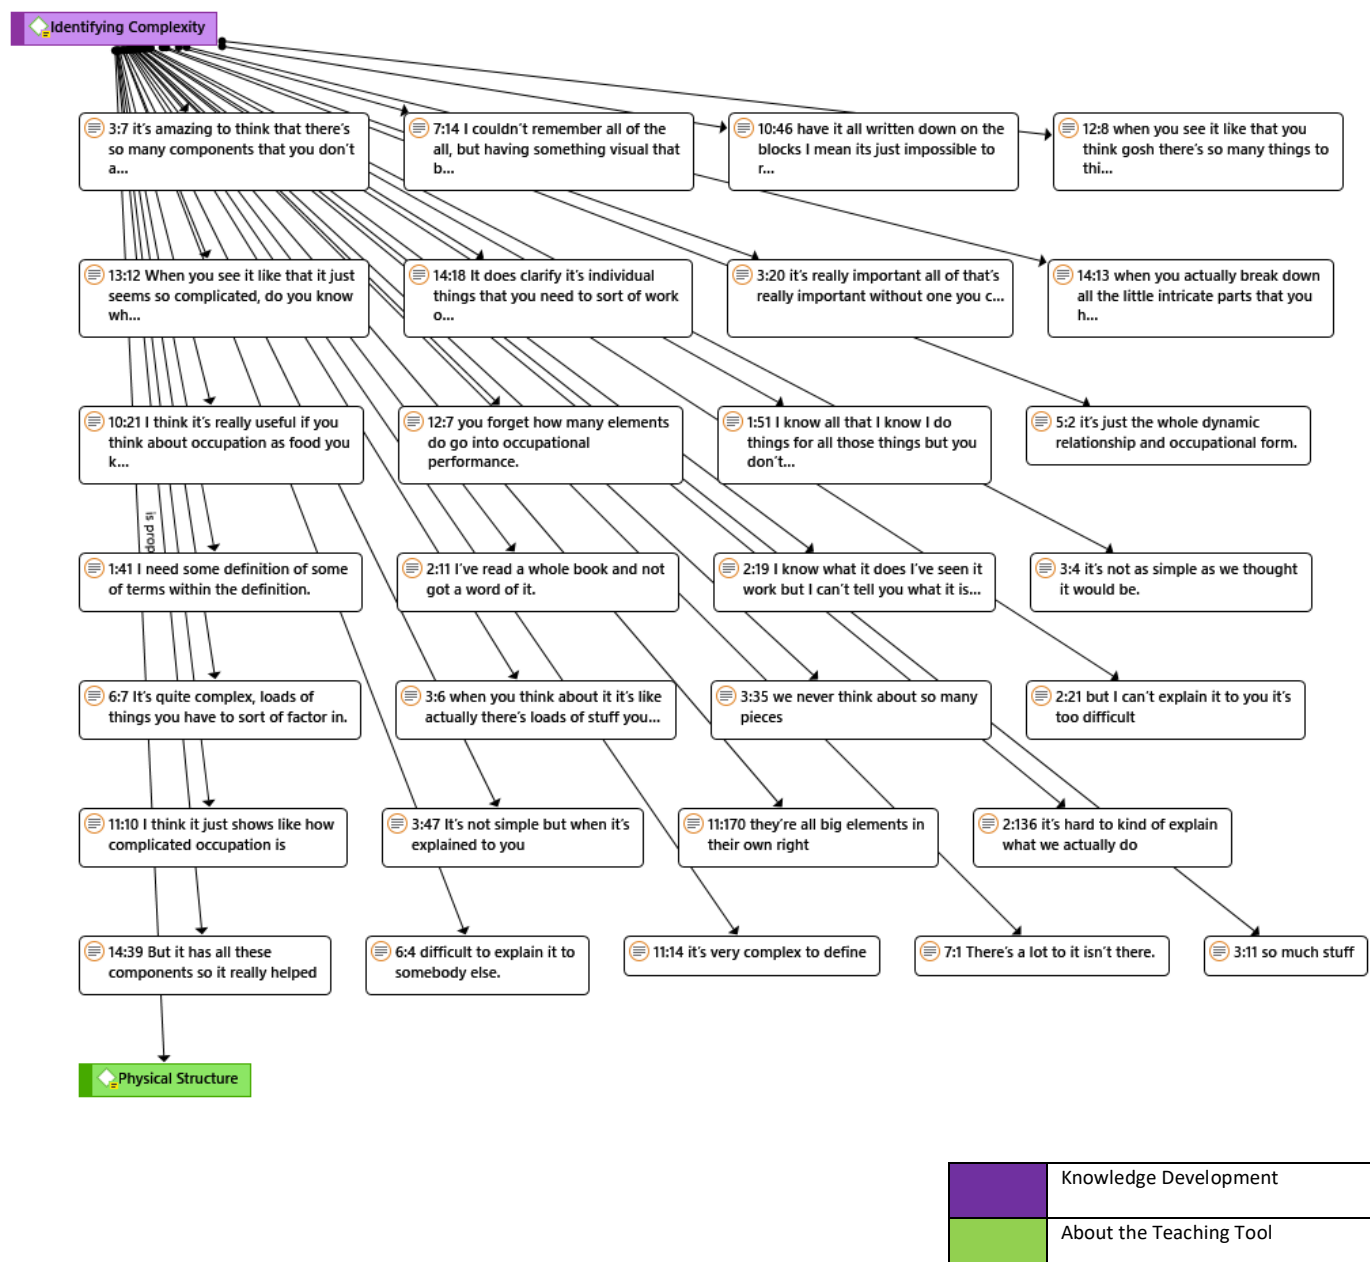 Identifying Complexity
3:7 it's amazing to think that there's
so many components that you don't
a...
7:14 I couldn't remember all of the
all, but having something visual that
b...
10:46 have it all written down on the
blocks I mean its just impossible to
r...
12:8 when you see it like that you
think gosh there's so many things to
thi...
13:12 When you see it like that it just
seems so complicated, do you know
wh...
14:18 It does clarify it's individual
things that you need to sort of work
o...
3:20 it's really important all of that's
really important without one you c...
14:13 when you actually break down
all the little intricate parts that you
h...
10:21 I think it's really useful if you
think about occupation as food you
k...
12:7 you forget how many elements
do go into occupational
performance.
1:51 I know all that I know I do
things for all those things but you
don't...
5:2 it's just the whole dynamic
relationship and occupational form.
is prop
1:41 I need some definition of some
of terms within the definition.
2:11 I've read a whole book and not
got a word of it.
2:19 I know what it does I've seen it
work but I can't tell you what it is...
3:4 it's not as simple as we thought
it would be.
6:7 It's quite complex, loads of
things you have to sort of factor in.
3:6 when you think about it it's like
actually there's loads of stuff you...
3:35 we never think about so many
pieces
2:21 but I can't explain it to you it's
too difficult
11:10 I think it just shows like how
complicated occupation is
3:47 It's not simple but when it's
explained to you
11:170 they're all big elements in
their own right
2:136 it's hard to kind of explain
what we actually do
14:39 But it has all these
components so it really helped
6:4 difficult to explain it to
somebody else.
11:14 it's very complex to define
7:1 There's a lot to it isn't there.
3:11 so much stuff
Physical Structure
Knowledge Development
About the Teaching Tool